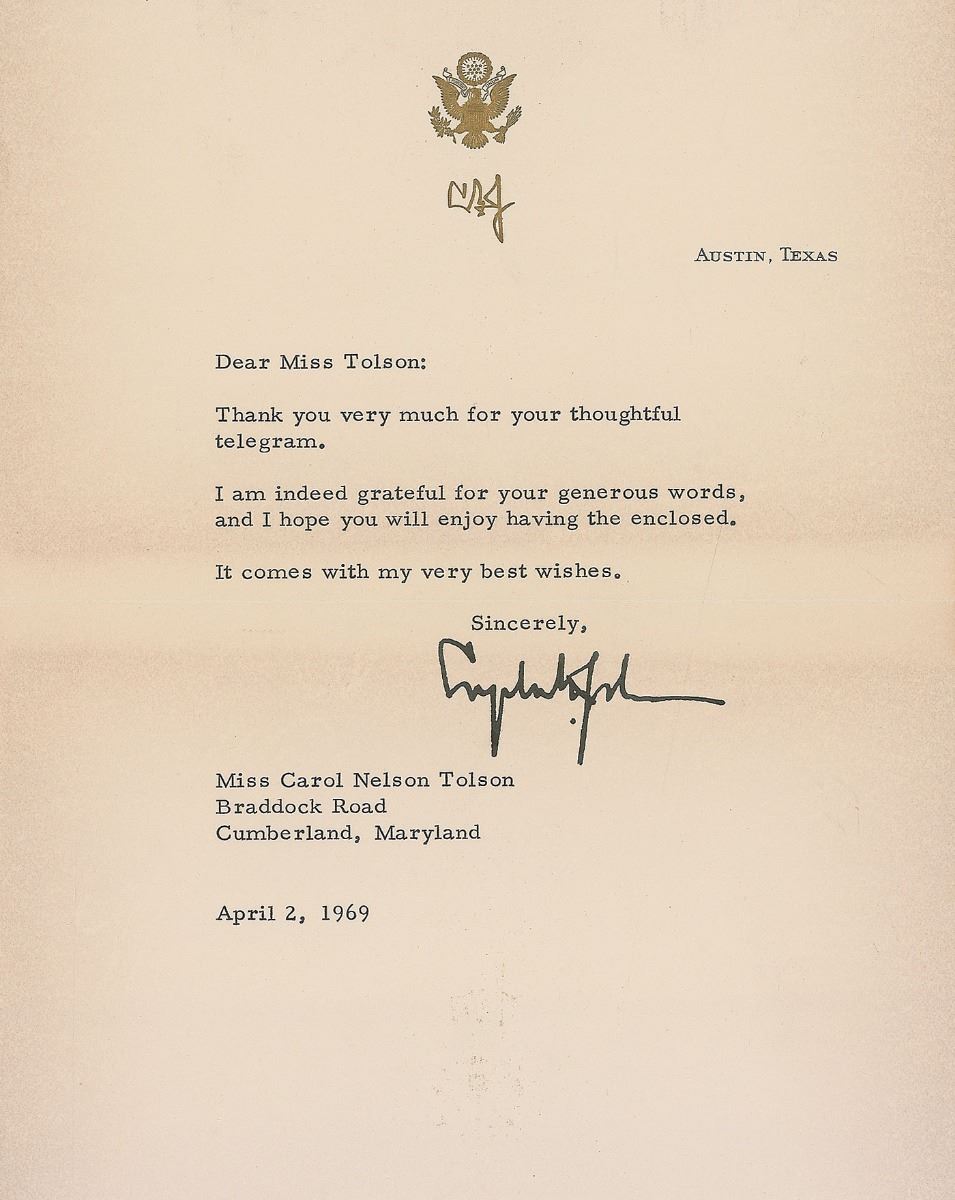 LBJ
AUSTIN, TEXAS
Dear Miss Tolson:
Thank you very much for your thoughtful
telegram.
I am indeed grateful for your generous words,
and I hope you will enjoy having the enclosed.
It comes with my very best wishes.
Sincerely,
Miss Carol Nelson Tolson
Braddock Road
Cumberland, Maryland
April 2, 1969